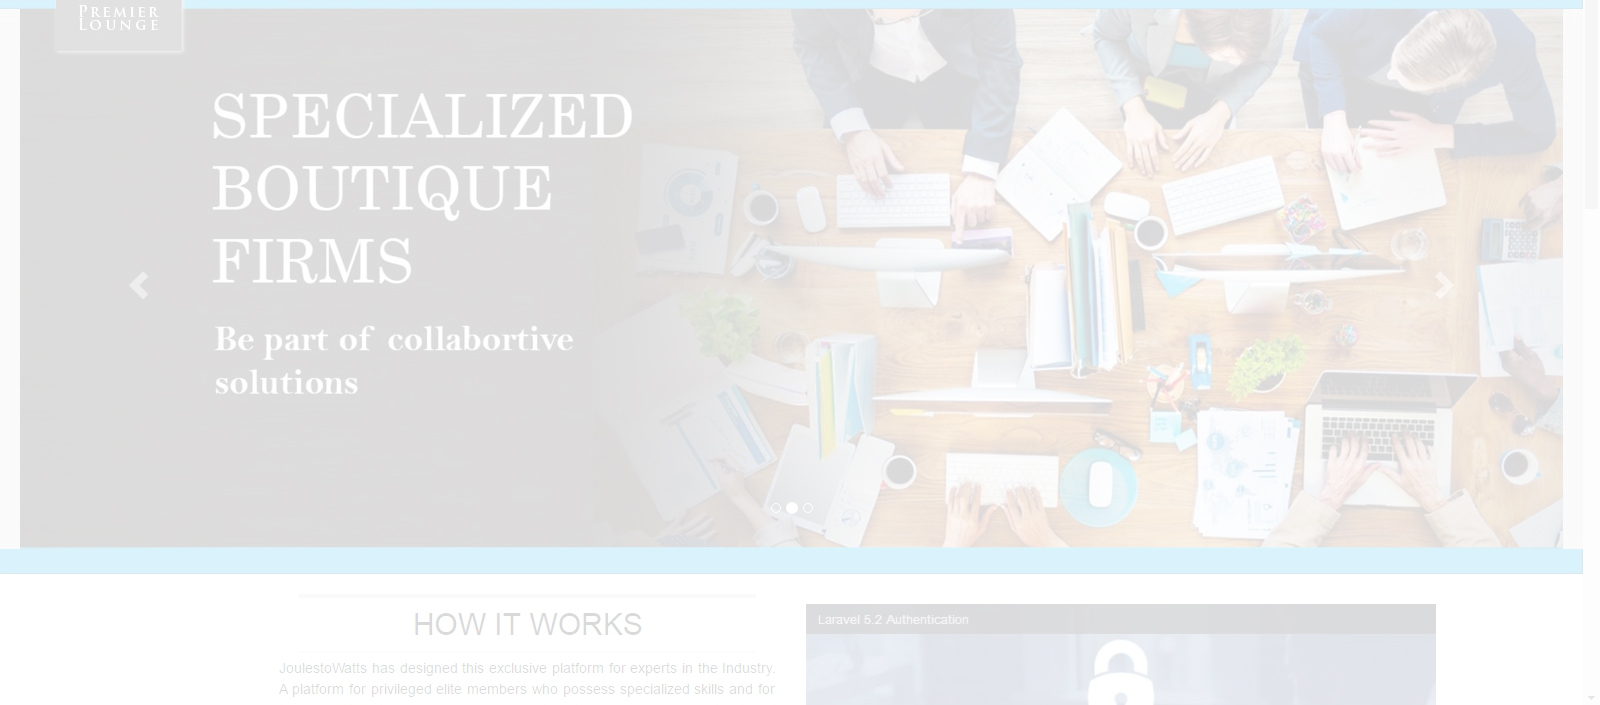 PREMIER
LOUNGE
SPECIALIZED
BOUTIQUE
FIRMS
Be part of collabortive
solutions
HOW IT WORKS
JoulestoWatts has designed this exclusive platform for experts in the Industry.
A platform for privileged elite members who possess specialized skills and for
Laravel 5.2 Authentication